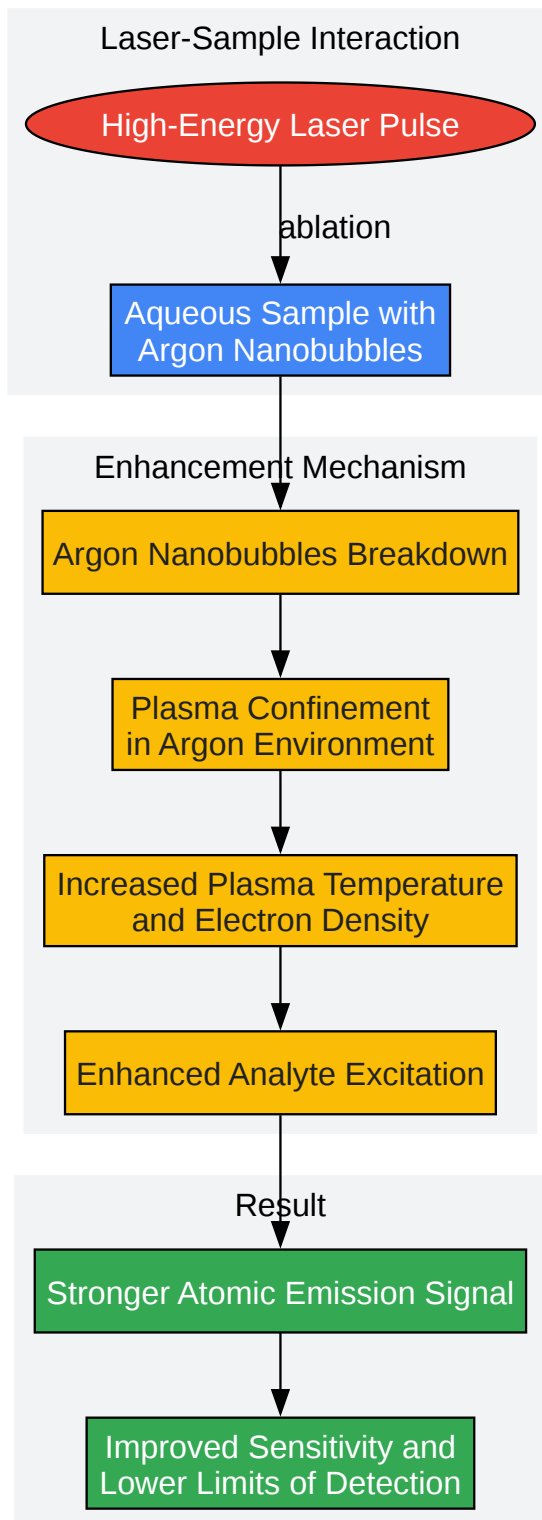 Laser-Sample Interaction
High-Energy Laser Pulse
ablation
Aqueous Sample with
Argon Nanobubbles
Enhancement Mechanism
Argon Nanobubbles Breakdown
Plasma Confinement
in Argon Environment
Increased Plasma Temperature
and Electron Density
Enhanced Analyte Excitation
Result
Stronger Atomic Emission Signal
Improved Sensitivity and
Lower Limits of Detection